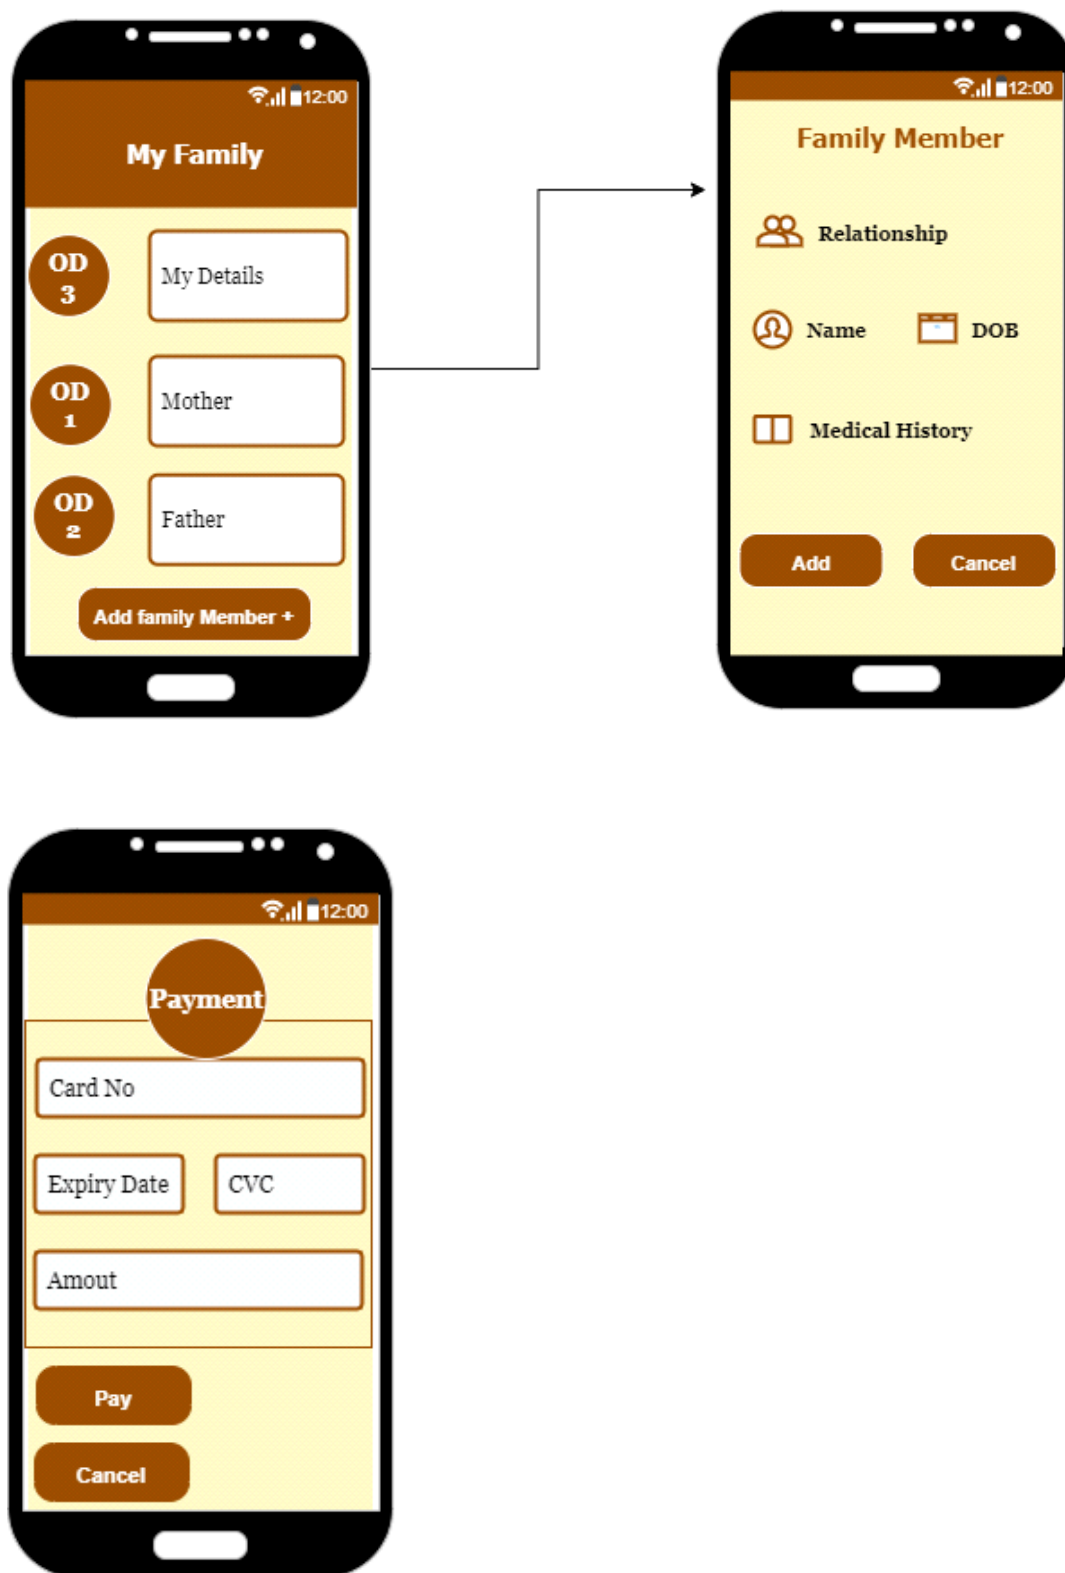 12:00
My Family
OD
3
My Details
OD
1
Mother
OD
2
Father
Add family Member +
12:00
Family Member
Relationship
Name DOB
Medical History
Add Cancel
12:00
Payment
Card No
Expiry Date CVC
Amout
Pay
Cancel